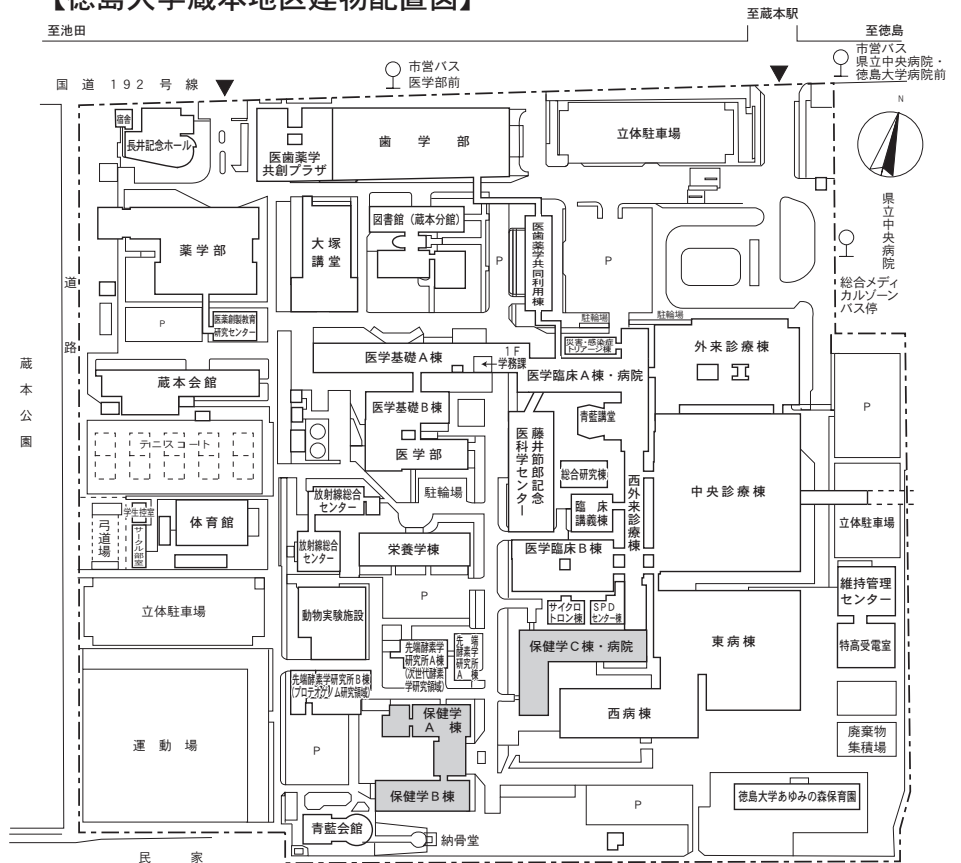 【徳島大学蔵本地区建物配置図】
至蔵本駅
至池田
至徳島
市営バス
医学部前
市営バス
県立中央病院・
徳島大学病院前
国道192号線
N
宿舎
長井記念ホール
医歯薬学
共創プラザ
歯学部
立体駐車場
県立中央病院
薬学部
大塚
講堂
図書館（蔵本分館）
医歯薬学共同利用棟
P
P
総合メディ
カルゾーン
バス停
道路
P
医薬創製教育
研究センター
駐輪場
駐輪場
災害・感染症
トリアージ棟
外来診療棟
医学基礎A棟
1F
←学務課
医学臨床A棟・病院
蔵本公園
蔵本会館
医学基礎B棟
青藍講堂
P
テニスコート
医学部
藤井節郎記念
医科学センター
総合研究棟
西外来診療棟
中央診療棟
駐輪場
放射線総合
センター
臨床
講義棟
学生控室
弓道場
サークル部室
体育館
立体駐車場
放射線総合
センター
栄養学棟
医学臨床B棟
維持管理
センター
立体駐車場
動物実験施設
P
サイクロ
トロン棟
SPD
センター棟
東病棟
特高受電室
先端酵素学
研究所A棟
(次世代酵素
学研究領域)
先端
酵素学
研究所
A棟
保健学C棟・病院
先端酵素学研究所B棟
(プロテオゲノム研究領域)
西病棟
保健学
A棟
運動場
P
廃棄物
集積場
保健学B棟
P
徳島大学あゆみの森保育園
青藍会館
納骨堂
民家